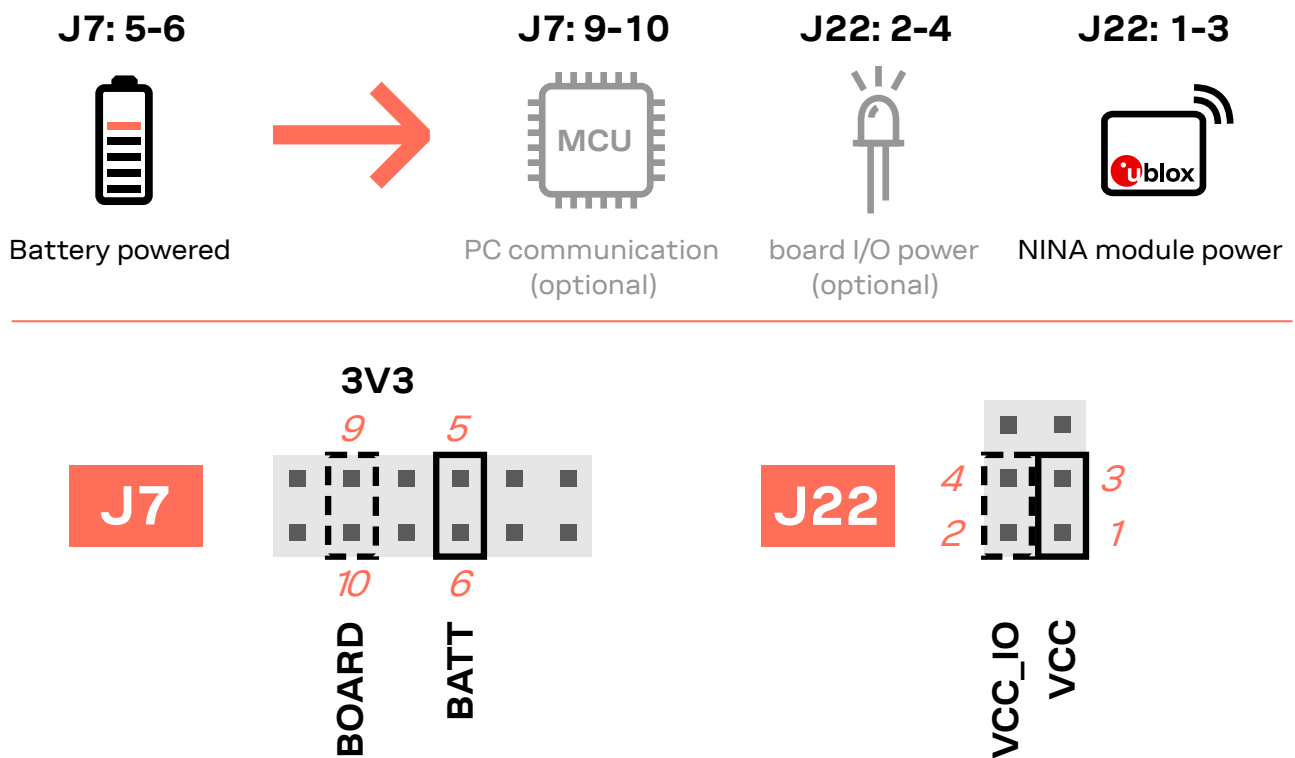 J7: 5-6
J7: 9-10
J22: 2-4
J22: 1-3
MCU
ublox
Battery powered
PC communication
(optional)
board I/O power
(optional)
NINA module power
3V3
9
5
J7
10
6
BOARD
BATT
J22
4
3
2
1
VCC_IO
VCC